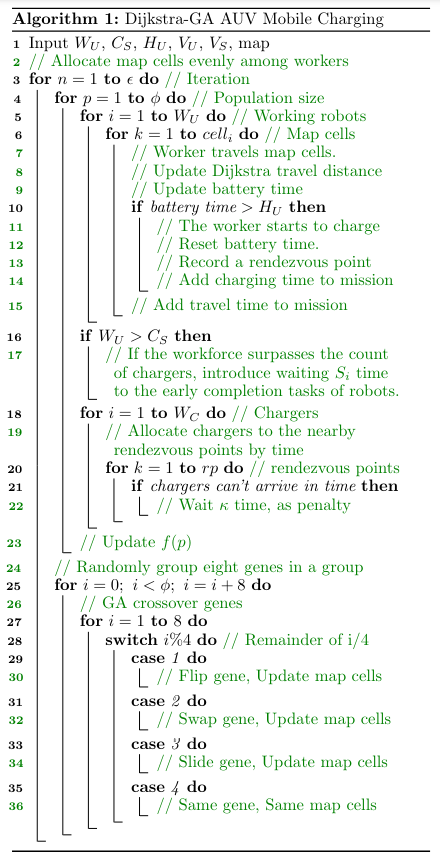 Algorithm 1: Dijkstra-GA AUV Mobile Charging
1 Input W_U, C_S, H_U, V_U, V_S, map
2 // Allocate map cells evenly among workers
3 for n = 1 to ϵ do // Iteration
4 for p = 1 to ϕ do // Population size
5 for i = 1 to W_U do // Working robots
6 for k = 1 to cell_i do // Map cells
7 // Worker travels map cells.
8 // Update Dijkstra travel distance
9 // Update battery time
10 if battery time > H_U then
11 // The worker starts to charge
12 // Reset battery time.
13 // Record a rendezvous point
14 // Add charging time to mission
15 // Add travel time to mission
16 if W_U > C_S then
17 // If the workforce surpasses the count
of chargers, introduce waiting S_i time
to the early completion tasks of robots.
18 for i = 1 to W_C do // Chargers
19 // Allocate chargers to the nearby
rendezvous points by time
20 for k = 1 to rp do // rendezvous points
21 if chargers can't arrive in time then
22 // Wait κ time, as penalty
23 // Update f(p)
24 // Randomly group eight genes in a group
25 for i = 0; i < ϕ; i = i + 8 do
26 // GA crossover genes
27 for i = 1 to 8 do
28 switch i%4 do // Remainder of i/4
29 case 1 do
30 // Flip gene, Update map cells
31 case 2 do
32 // Swap gene, Update map cells
33 case 3 do
34 // Slide gene, Update map cells
35 case 4 do
36 // Same gene, Same map cells